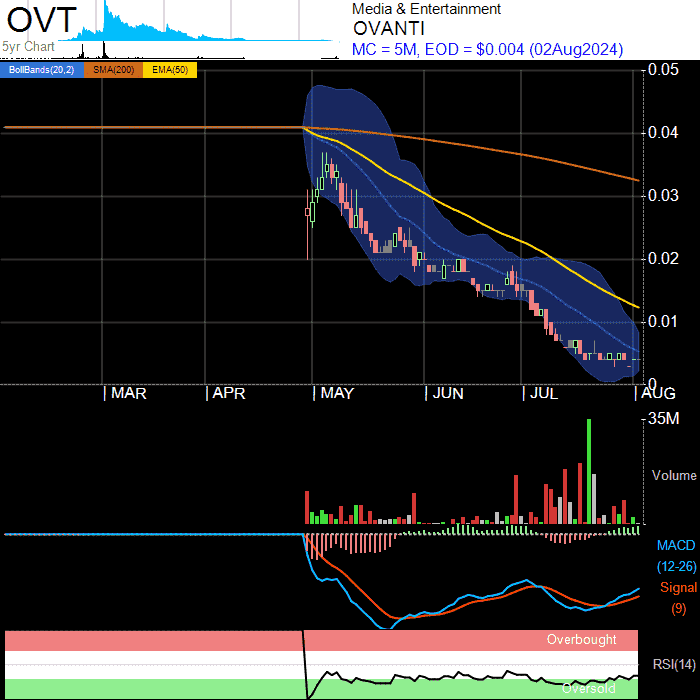 OVT
5yr Chart
Media & Entertainment
OVANTI
MC = 5M, EOD = $0.004 (02Aug2024)
BollBands(20,2) SMA(200) EMA(50)
0.05
0.04
0.03
0.02
0.01
0
MAR APR MAY JUN JUL AUG
35M
Volume
MACD
(12-26)
Signal
(9)
Overbought
RSI(14)
Oversold